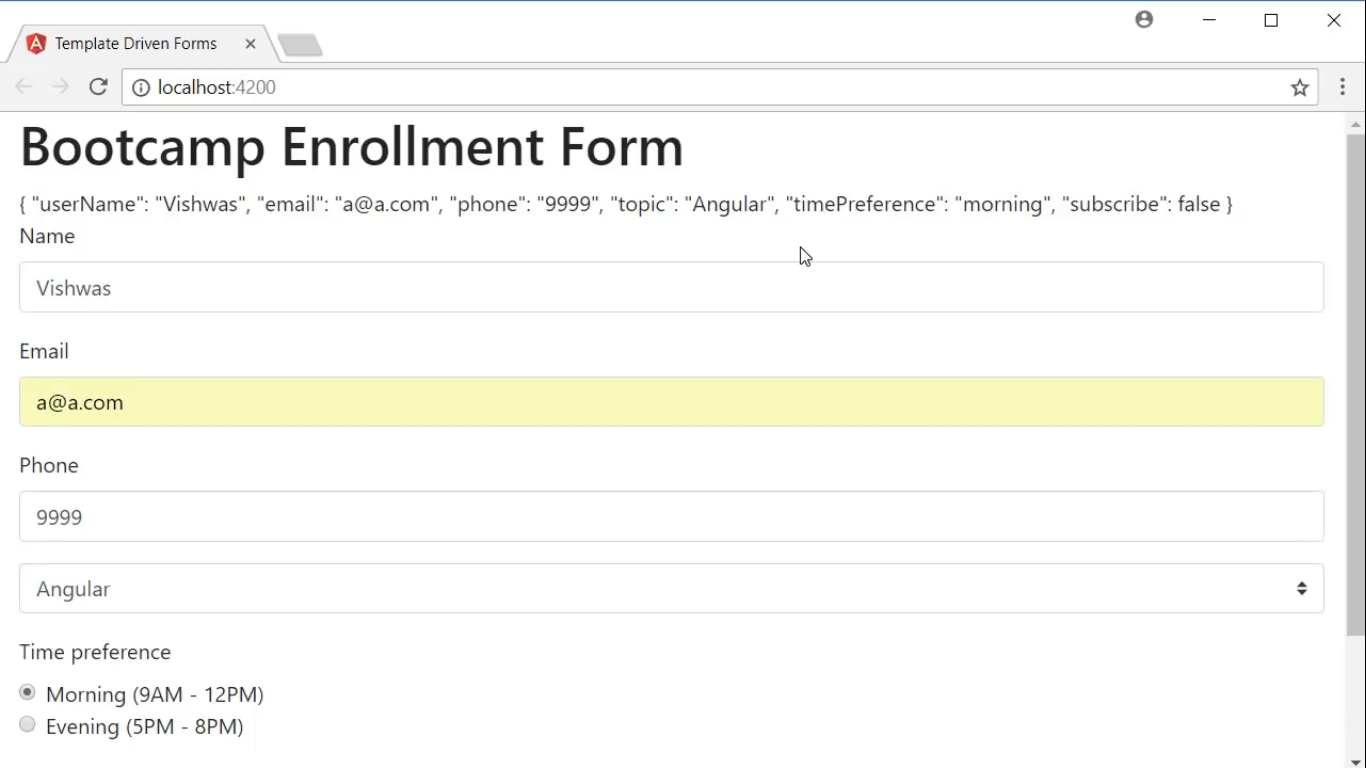 Template Driven Forms
localhost:4200
Bootcamp Enrollment Form
{ "userName": "Vishwas", "email": "a@a.com", "phone": "9999", "topic": "Angular", "timePreference": "morning", "subscribe": false }
Name
Vishwas
Email
a@a.com
Phone
9999
Angular
Time preference
Morning (9AM - 12PM)
Evening (5PM - 8PM)